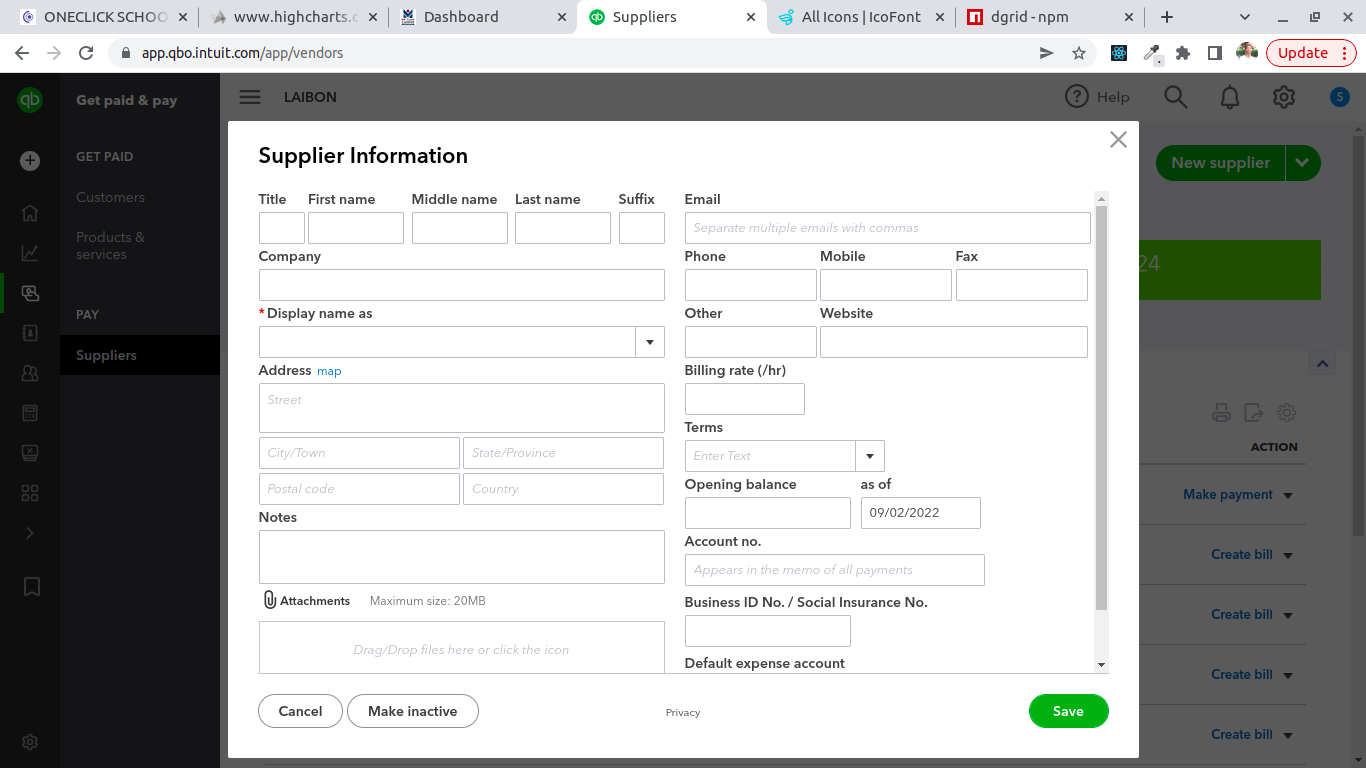 ONECLICK SCHOO
www.highcharts.c
Dashboard
Suppliers
All Icons | IcoFont
dgrid - npm
app.qbo.intuit.com/app/vendors
Update
qb
Get paid & pay
LAIBON
Help
S
GET PAID
Customers
Products &
services
PAY
Suppliers
New supplier
24
ACTION
Make payment
Create bill
Create bill
Create bill
Create bill
Supplier Information
Title First name Middle name Last name Suffix
Company
* Display name as
Address map
Street
City/Town State/Province
Postal code Country
Notes
Attachments Maximum size: 20MB
Drag/Drop files here or click the icon
Email
Separate multiple emails with commas
Phone Mobile Fax
Other Website
Billing rate (/hr)
Terms
Enter Text
Opening balance as of
09/02/2022
Account no.
Appears in the memo of all payments
Business ID No. / Social Insurance No.
Default expense account
Cancel Make inactive Privacy Save